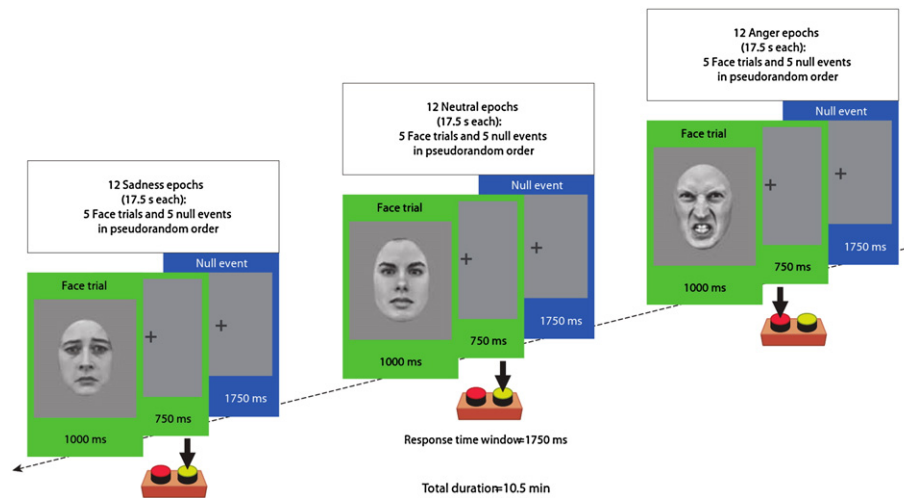 12 Anger epochs
(17.5 s each):
5 Face trials and 5 null events
in pseudorandom order
Null event
Face trial
1750 ms
750 ms
1000 ms
12 Neutral epochs
(17.5 s each):
5 Face trials and 5 null events
in pseudorandom order
Null event
Face trial
1750 ms
750 ms
1000 ms
12 Sadness epochs
(17.5 s each):
5 Face trials and 5 null events
in pseudorandom order
Null event
Face trial
1750 ms
750 ms
1000 ms
Response time window=1750 ms
Total duration=10.5 min